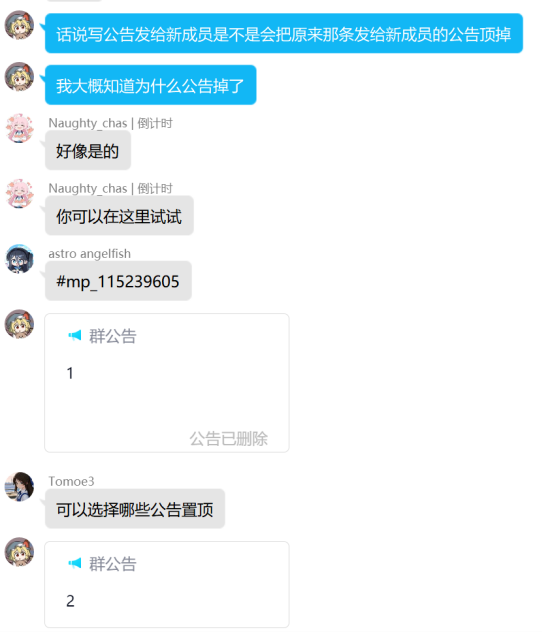 话说写公告发给新成员是不是会把原来那条发给新成员的公告顶掉
我大概知道为什么公告掉了
Naughty_chas | 倒计时
好像是的
Naughty_chas | 倒计时
你可以在这里试试
astro angelfish
#mp_115239605
群公告
1
公告已删除
Tomoe3
可以选择哪些公告置顶
群公告
2